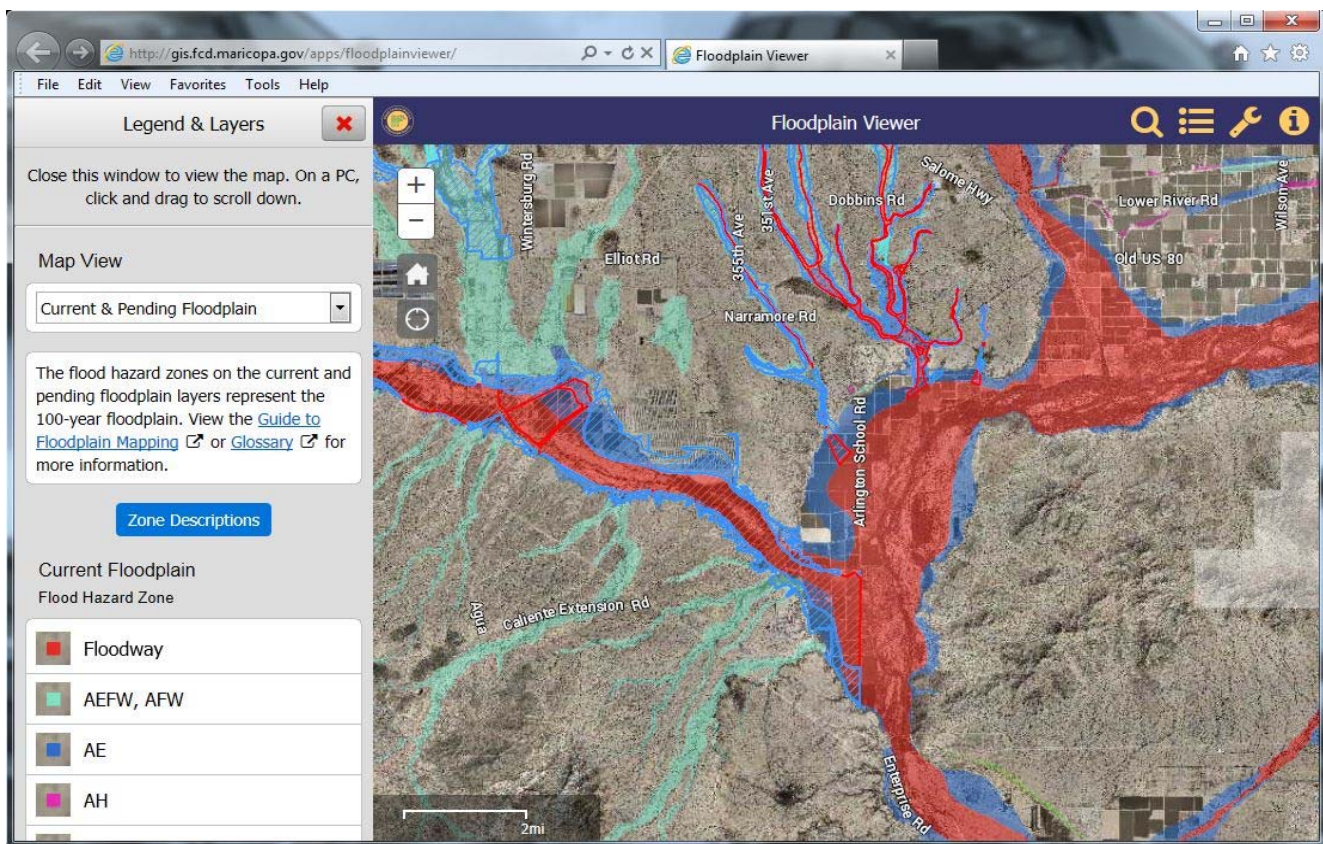 http://gis.fcd.maricopa.gov/apps/floodplainviewer/
Floodplain Viewer
File Edit View Favorites Tools Help
Legend & Layers
Floodplain Viewer
Close this window to view the map. On a PC,
click and drag to scroll down.
Map View
Current & Pending Floodplain
The flood hazard zones on the current and
pending floodplain layers represent the
100-year floodplain. View the Guide to
Floodplain Mapping or Glossary for
more information.
Zone Descriptions
Current Floodplain
Flood Hazard Zone
Floodway
AEFW, AFW
AE
AH
+
−
Wintersburg Rd
Elliot Rd
355th Ave
351st Ave
Dobbins Rd
Salome Hwy
Lower River Rd
Wilson Ave
Old US 80
Narramore Rd
Arlington School Rd
Agua
Caliente Extension Rd
Enterprise Rd
2mi